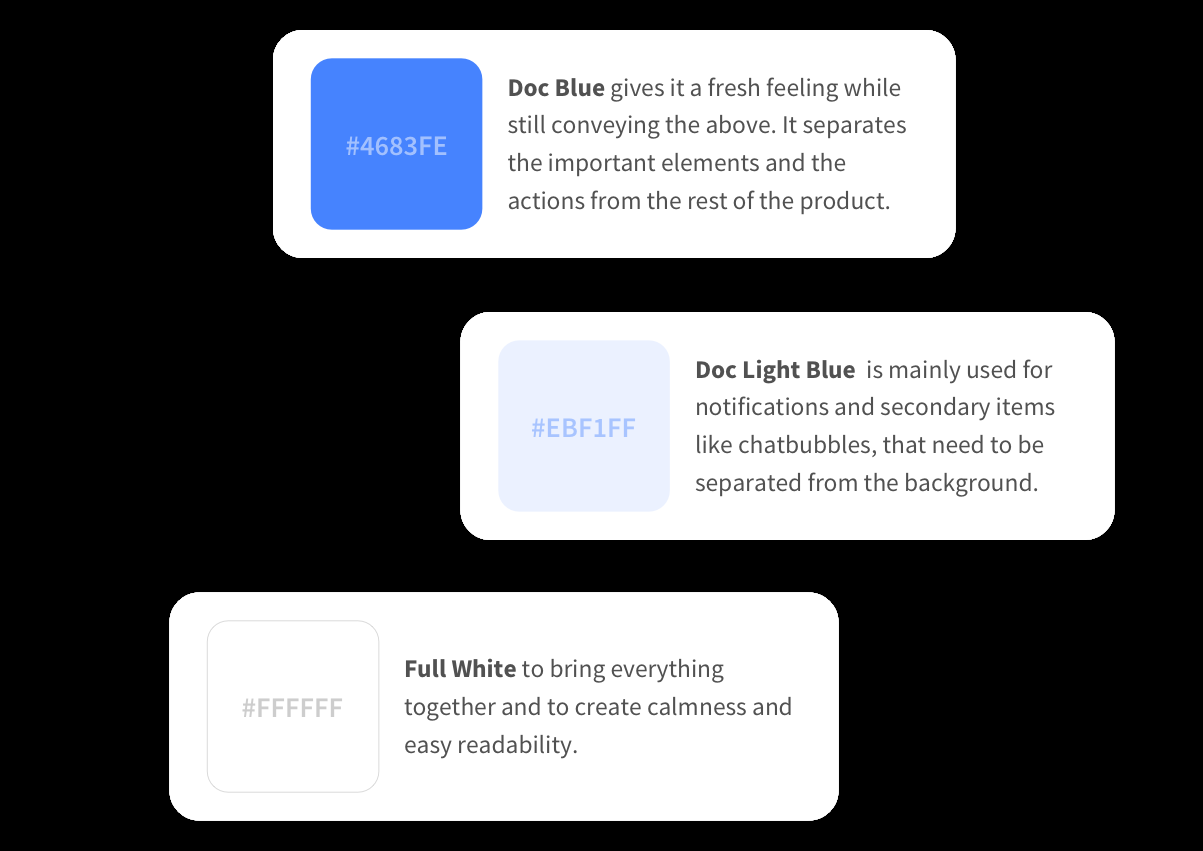 #4683FE
Doc Blue gives it a fresh feeling while
still conveying the above. It separates
the important elements and the
actions from the rest of the product.
#EBF1FF
Doc Light Blue  is mainly used for
notifications and secondary items
like chatbubbles, that need to be
separated from the background.
#FFFFFF
Full White to bring everything
together and to create calmness and
easy readability.